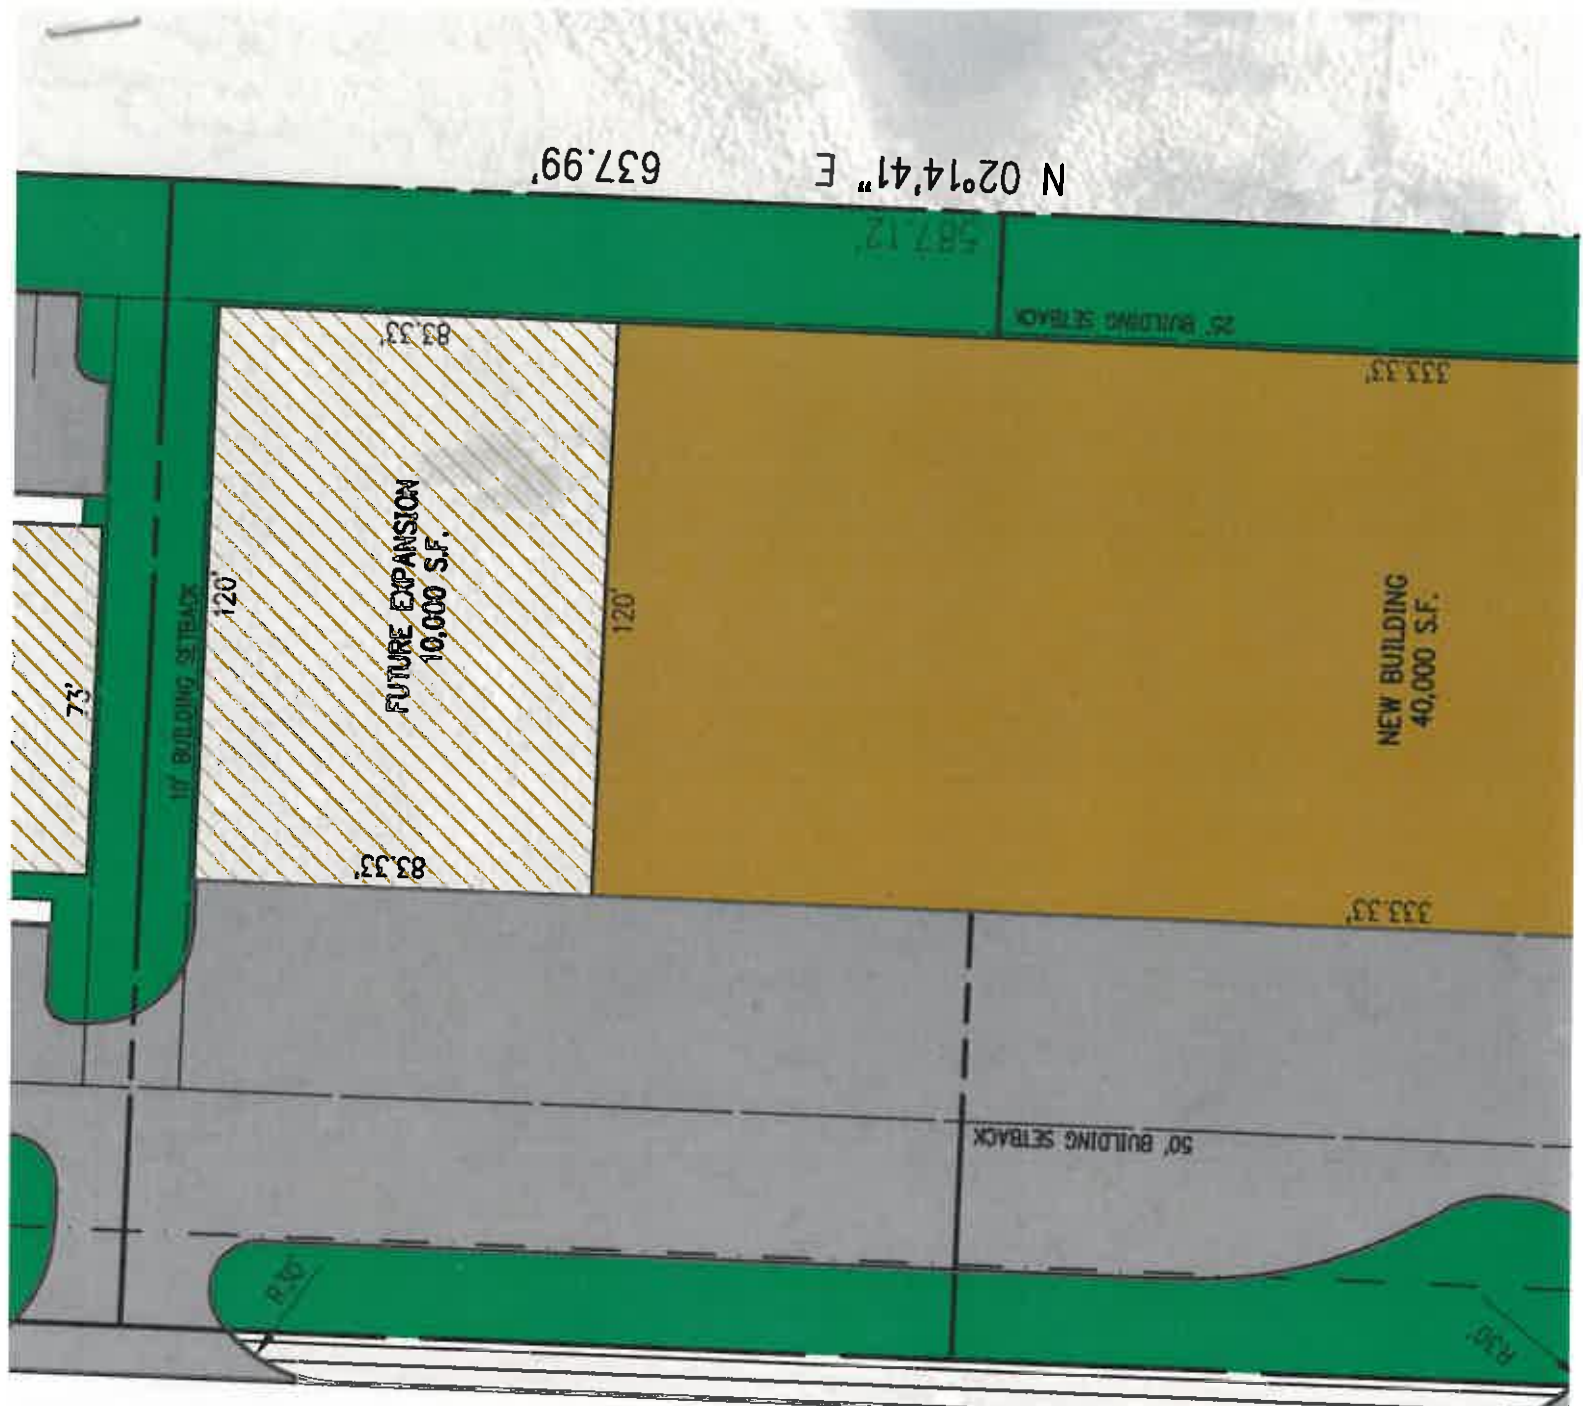 N 02°14'41" E 637.99'
587.12'
25' BUILDING SETBACK
83.33'
333.33'
FUTURE EXPANSION
10,000 S.F.
120'
120'
10' BUILDING SETBACK
73'
NEW BUILDING
40,000 S.F.
83.33'
333.33'
50' BUILDING SETBACK
R30'
R30'